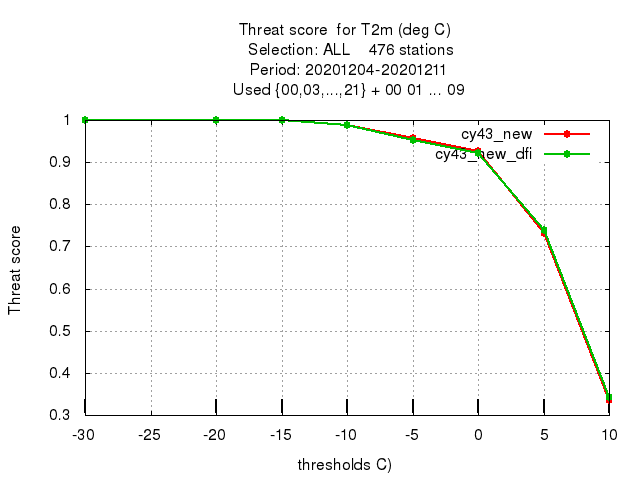 Threat score for T2m (deg C)
Selection: ALL 476 stations
Period: 20201204-20201211
Used {00,03,...,21} + 00 01 ... 09
cy43_new
cy43_new_dfi
1
0.9
0.8
0.7
0.6
0.5
0.4
0.3
Threat score
-30 -25 -20 -15 -10 -5 0 5 10
thresholds C)